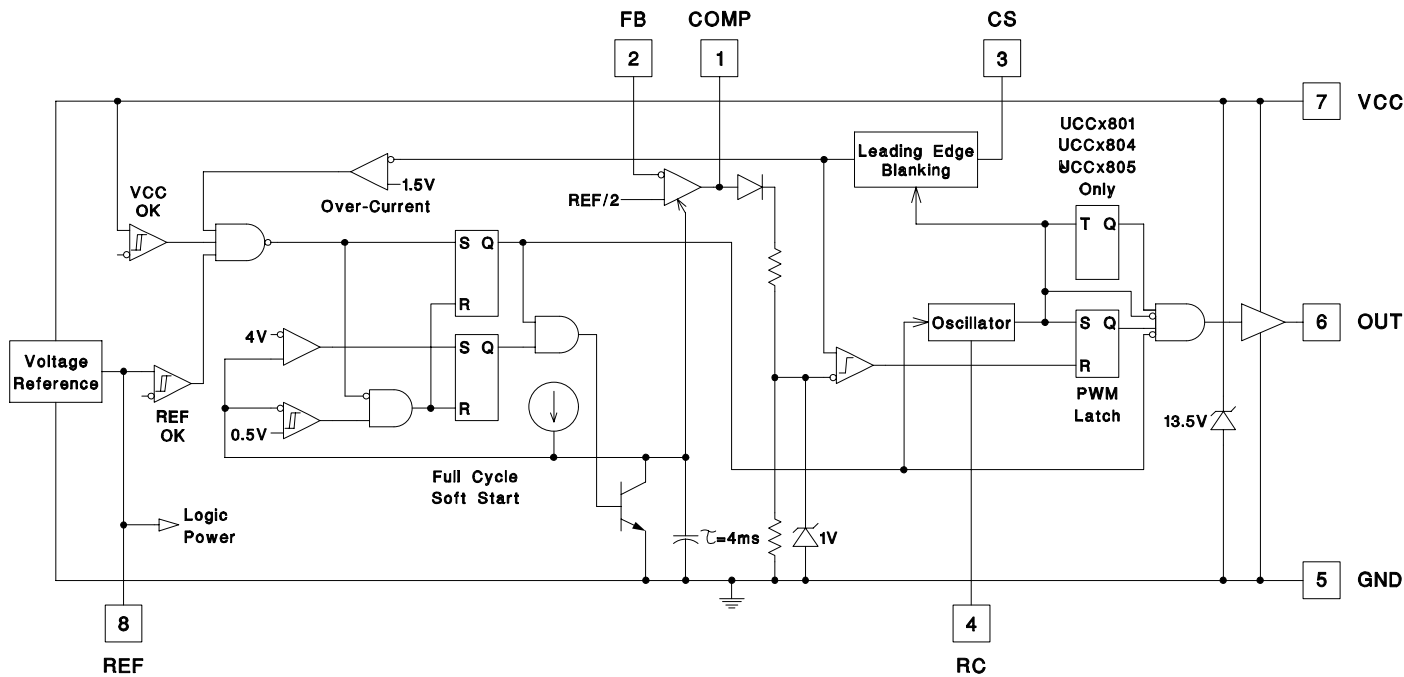 FB
COMP
CS
2
1
3
7
VCC
UCCx801
UCCx804
UCCx805
Only
Leading Edge
Blanking
1.5V
Over-Current
REF/2
VCC
OK
S Q
R
T Q
Oscillator
S Q
R
PWM
Latch
6
OUT
4V
S Q
R
Voltage
Reference
REF
OK
0.5V
13.5V
Full Cycle
Soft Start
Logic
Power
τ=4ms
1V
5
GND
8
REF
4
RC